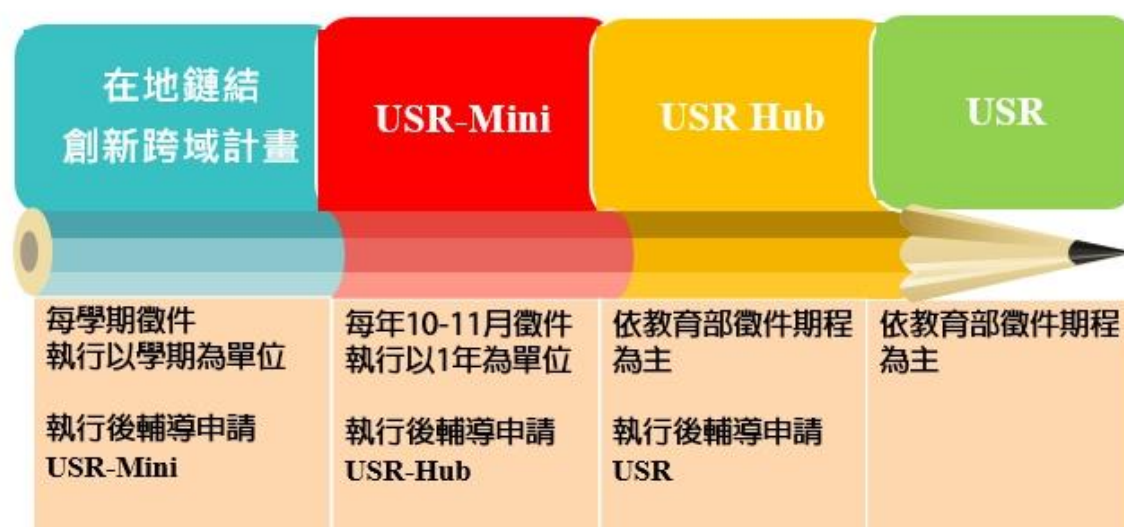 在地鏈結
創新跨域計畫
USR-Mini
USR Hub
USR
每學期徵件
執行以學期為單位
執行後輔導申請
USR-Mini
每年10-11月徵件
執行以1年為單位
執行後輔導申請
USR-Hub
依教育部徵件期程
為主
執行後輔導申請
USR
依教育部徵件期程
為主